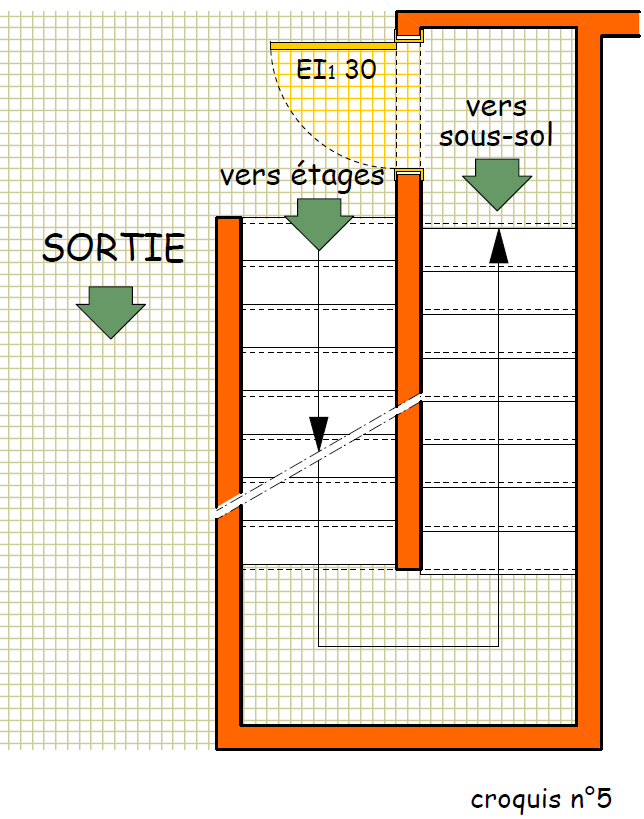 EI₁ 30
vers
sous-sol
vers étages
SORTIE
croquis n°5